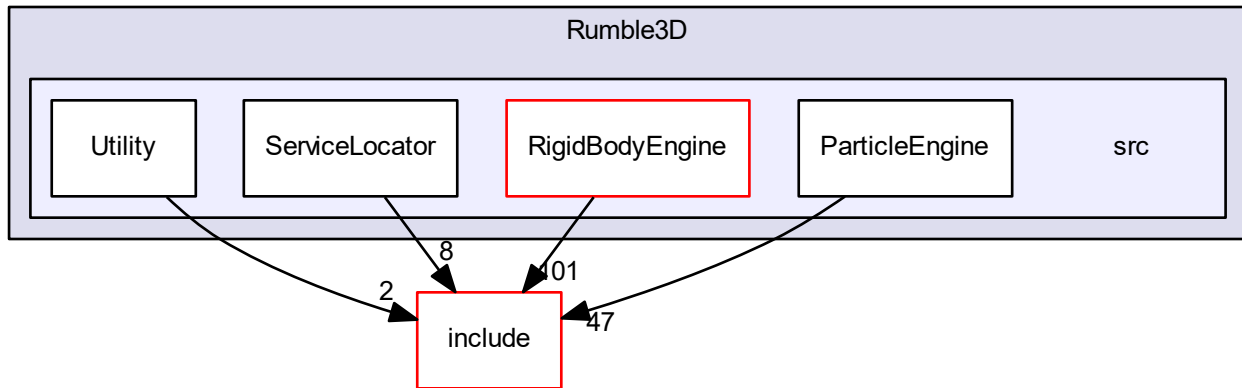 Rumble3D
Utility
ServiceLocator
RigidBodyEngine
ParticleEngine
src
8
101
2
47
include